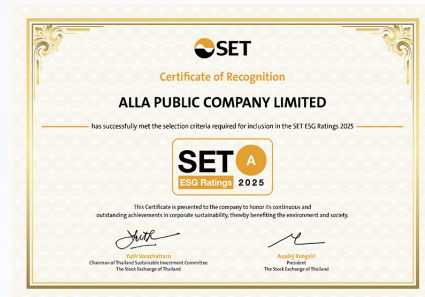 SET
Certificate of Recognition
ALLA PUBLIC COMPANY LIMITED
has successfully met the selection criteria required for inclusion in the SET ESG Ratings 2025
SET A
ESG Ratings 2025
This Certificate is presented to the company to honor its continuous and
outstanding achievements in corporate sustainability, thereby benefiting the environment and society.
Yuth Vorachattarn Asadej Kongsiri
Chairman of Thailand Sustainable Investment Committee President
The Stock Exchange of Thailand The Stock Exchange of Thailand